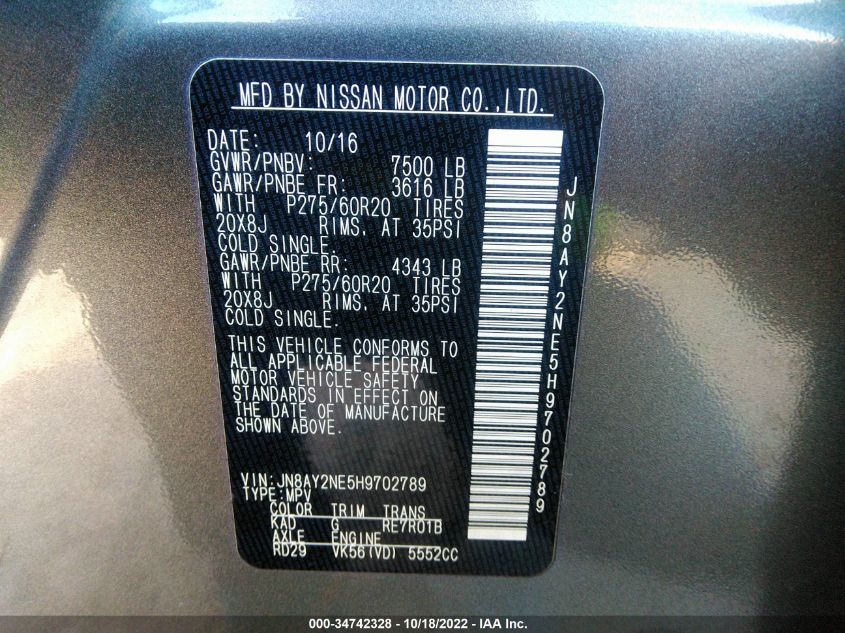 MFD BY NISSAN MOTOR CO.,LTD.
DATE: 10/16
GVWR/PNBV: 7500 LB
GAWR/PNBE FR: 3616 LB
WITH P275/60R20 TIRES
20X8J RIMS, AT 35PSI
COLD SINGLE.
GAWR/PNBE RR: 4343 LB
WITH P275/60R20 TIRES
20X8J RIMS, AT 35PSI
COLD SINGLE.
THIS VEHICLE CONFORMS TO
ALL APPLICABLE FEDERAL
MOTOR VEHICLE SAFETY
STANDARDS IN EFFECT ON
THE DATE OF MANUFACTURE
SHOWN ABOVE.
VIN:JN8AY2NE5H9702789
TYPE:MPV
COLOR TRIM TRANS
KAD G RE7R01B
AXLE ENGINE
RD29 VK56(VD) 5552CC
JN8AY2NE5H9702789
000-34742328 - 10/18/2022 - IAA Inc.